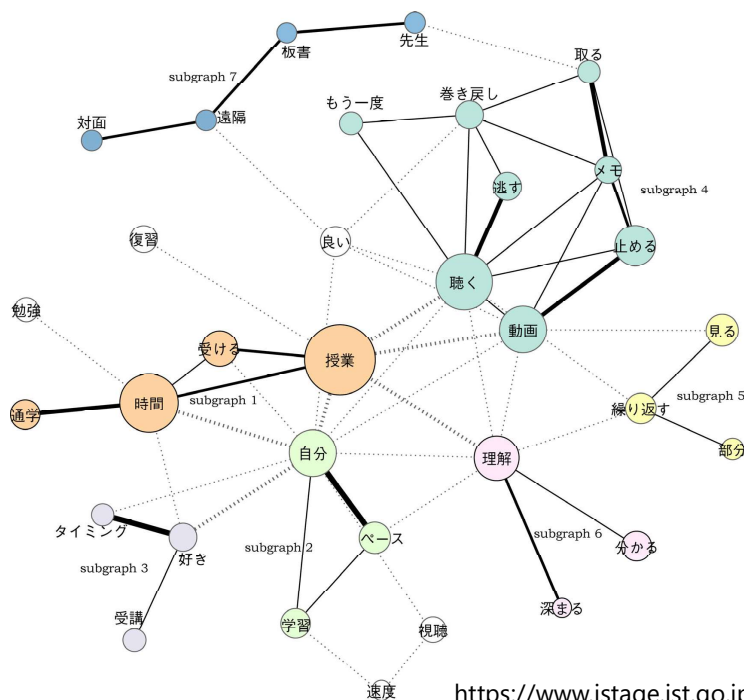 先生
板書
取る
subgraph 7
巻き戻し
もう一度
対面
遠隔
メモ
逃す
subgraph 4
復習
良い
止める
聴く
勉強
動画
見る
受ける
授業
subgraph 5
時間
subgraph 1
通学
繰り返す
部分
自分
理解
タイミング
好き
subgraph 2
ペース
subgraph 6
分かる
subgraph 3
深まる
受講
学習
視聴
速度
https://www.jstage.jst.go.jp